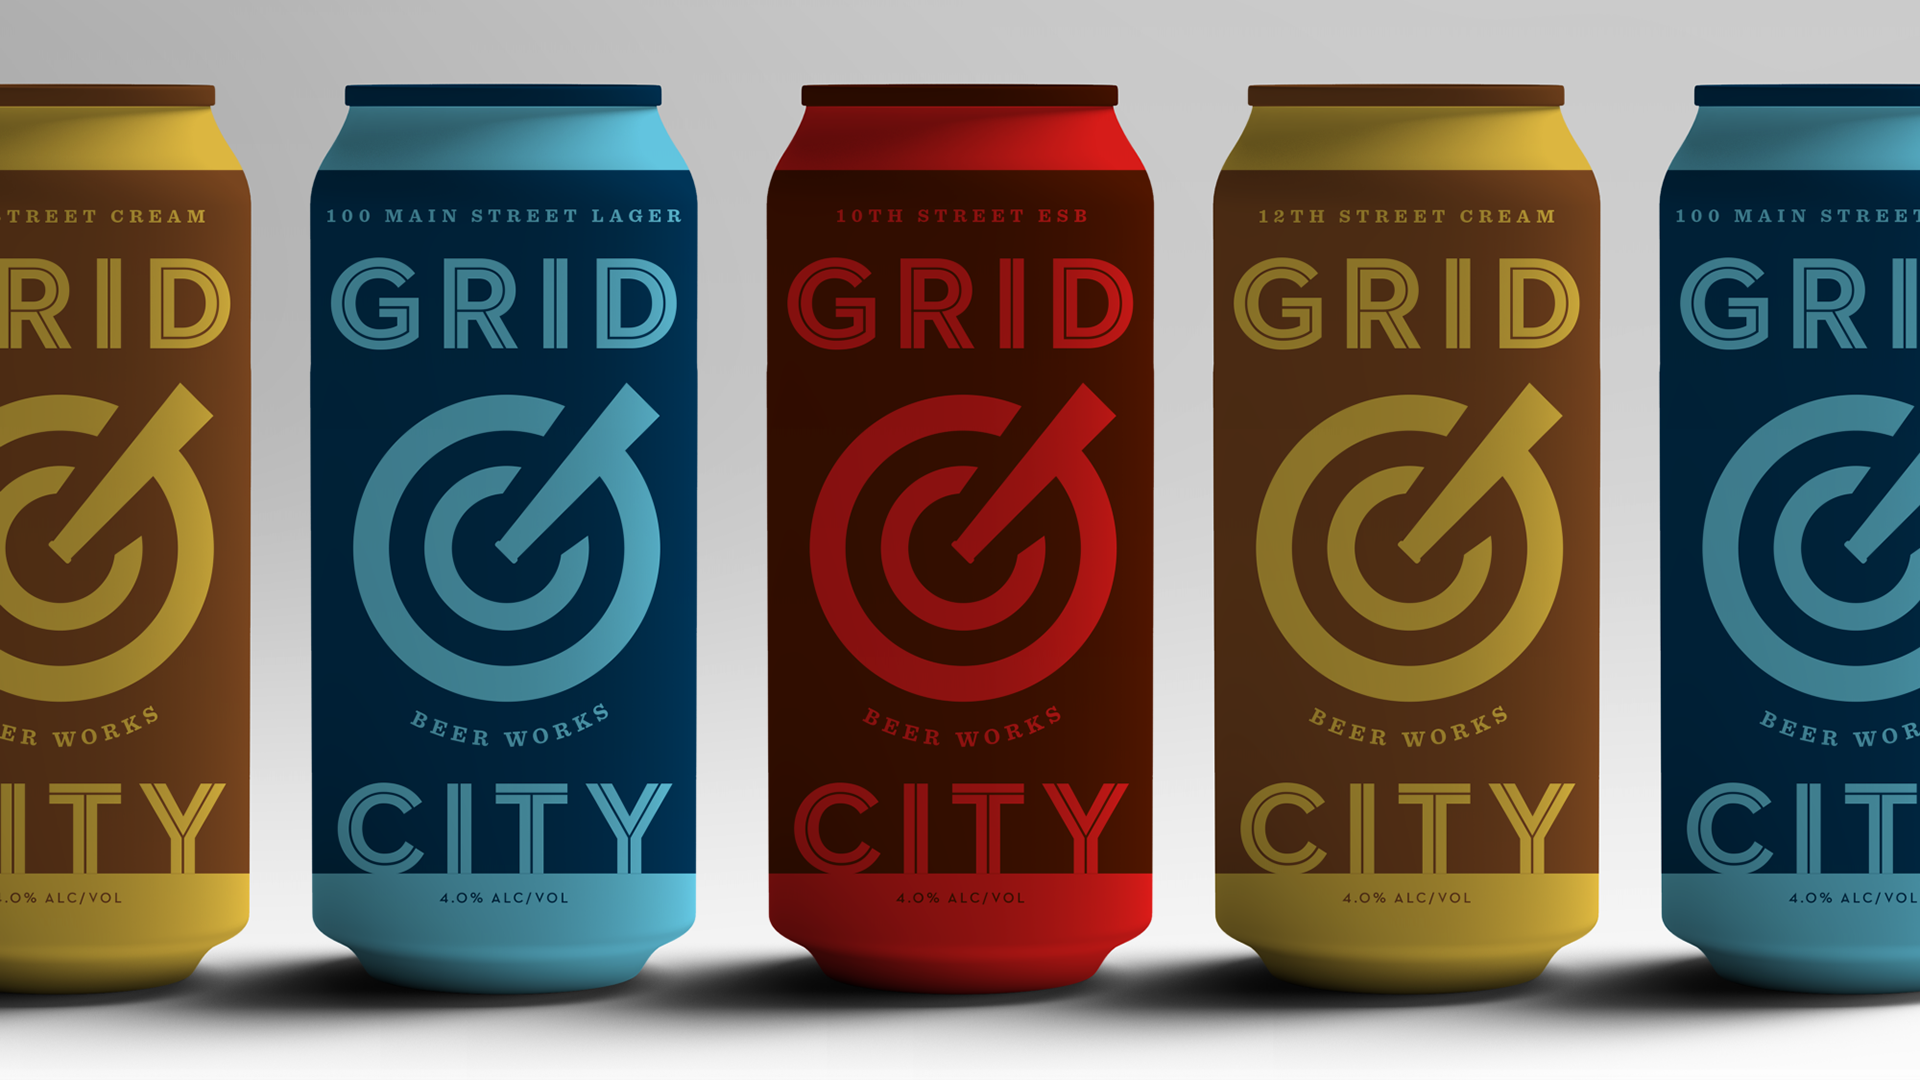 STREET CREAM
RID
ER WORKS
ITY
.0% ALC/VOL
100 MAIN STREET LAGER
GRID
BEER WORKS
CITY
4.0% ALC/VOL
10TH STREET ESB
GRID
BEER WORKS
CITY
4.0% ALC/VOL
12TH STREET CREAM
GRID
BEER WORKS
CITY
4.0% ALC/VOL
100 MAIN STREET
GRI
BEER WOR
CIT
4.0% ALC/VOL